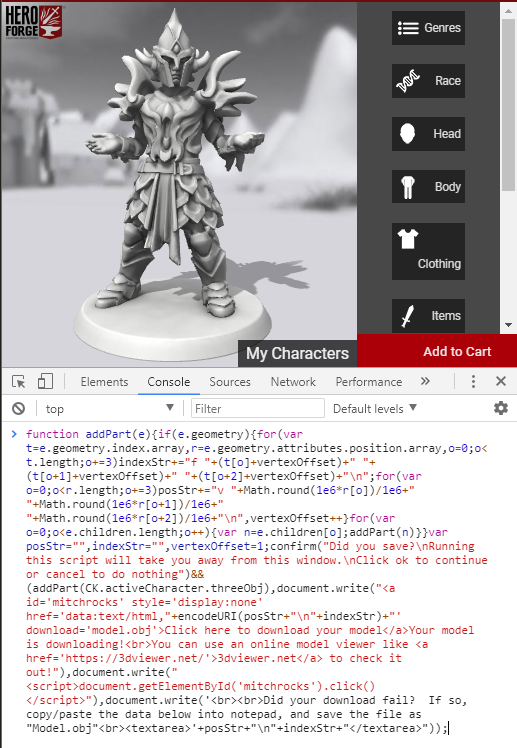 HERO
FORGE
Genres
Race
Head
Body
Clothing
Items
My Characters
Add to Cart
Elements Console Sources Network Performance »
top Filter Default levels
function addPart(e){if(e.geometry){for(var
t=e.geometry.index.array,r=e.geometry.attributes.position.array,o=0;o<
t.length;o+=3)indexStr+="f "+(t[o]+vertexOffset)+" "+
(t[o+1]+vertexOffset)+" "+(t[o+2]+vertexOffset)+"\n";for(var
o=0;o<r.length;o+=3)posStr+="v "+Math.round(1e6*r[o])/1e6+"
"+Math.round(1e6*r[o+1])/1e6+"
"+Math.round(1e6*r[o+2])/1e6+"\n",vertexOffset++}for(var
o=0;o<e.children.length;o++){var n=e.children[o];addPart(n)}}var
posStr="",indexStr="",vertexOffset=1;confirm("Did you save?\nRunning
this script will take you away from this window.\nClick ok to continue
or cancel to do nothing")&&
(addPart(CK.activeCharacter.threeObj),document.write("<a
id='mitchrocks' style='display:none'
href='data:text/html,"+encodeURI(posStr+"\n"+indexStr)+"'
download='model.obj'>Click here to download your model</a>Your model
is downloading!<br>You can use an online model viewer like <a
href='https://3dviewer.net/'>3dviewer.net</a> to check it
out!"),document.write("
<script>document.getElementById('mitchrocks').click()
</script>"),document.write('<br><br>Did your download fail?  If so,
copy/paste the data below into notepad, and save the file as
"Model.obj"<br><textarea>'+posStr+"\n"+indexStr+"</textarea>"));